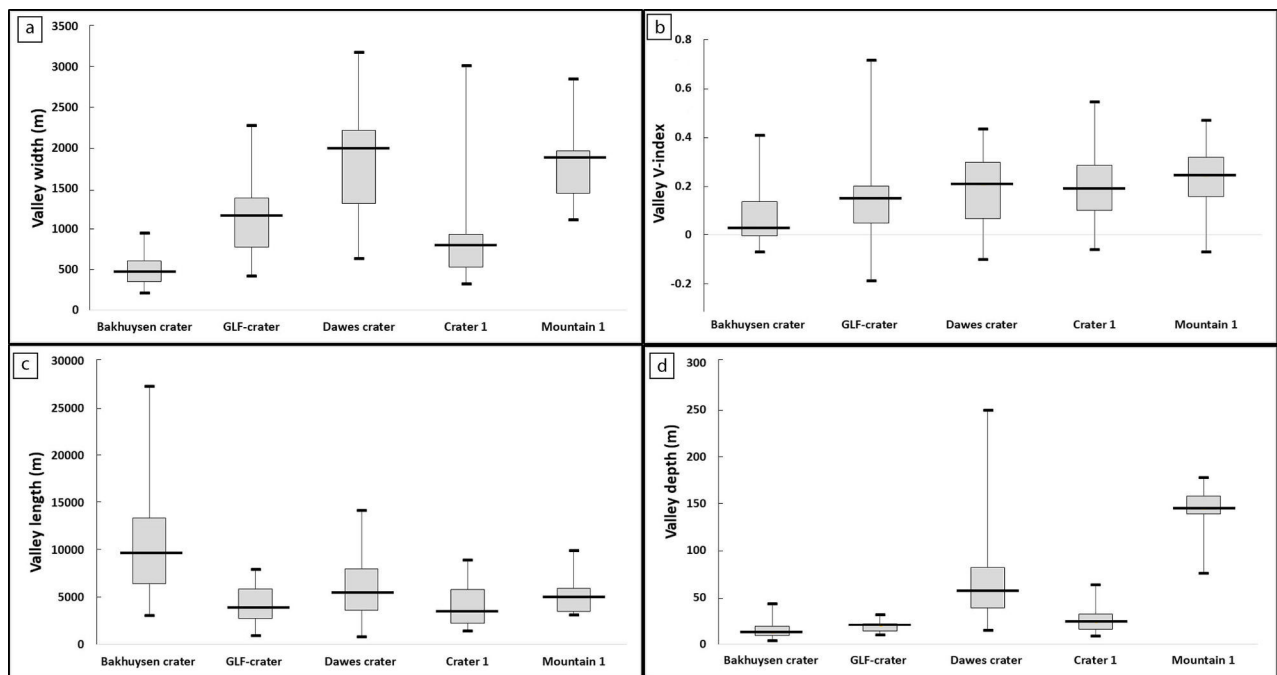 a
Valley width (m)
3500
3000
2500
2000
1500
1000
500
0
Bakhuysen crater GLF-crater Dawes crater Crater 1 Mountain 1
b
Valley V-index
0.8
0.6
0.4
0.2
0
-0.2
Bakhuysen crater GLF-crater Dawes crater Crater 1 Mountain 1
c
Valley length (m)
30000
25000
20000
15000
10000
5000
0
Bakhuysen crater GLF-crater Dawes crater Crater 1 Mountain 1
d
Valley depth (m)
300
250
200
150
100
50
0
Bakhuysen crater GLF-crater Dawes crater Crater 1 Mountain 1